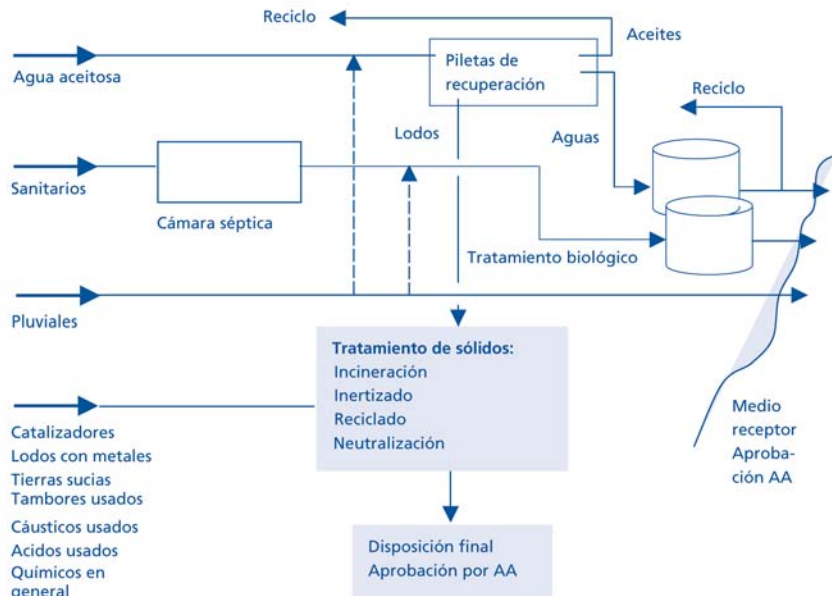 Reciclo
Aceites
Agua aceitosa
Piletas de
recuperación
Reciclo
Lodos
Aguas
Sanitarios
Cámara séptica
Tratamiento biológico
Pluviales
Tratamiento de sólidos:
Incineración
Inertizado
Reciclado
Neutralización
Medio
receptor
Aproba-
ción AA
Catalizadores
Lodos con metales
Tierras sucias
Tambores usados
Cáusticos usados
Acidos usados
Químicos en
general
Disposición final
Aprobación por AA